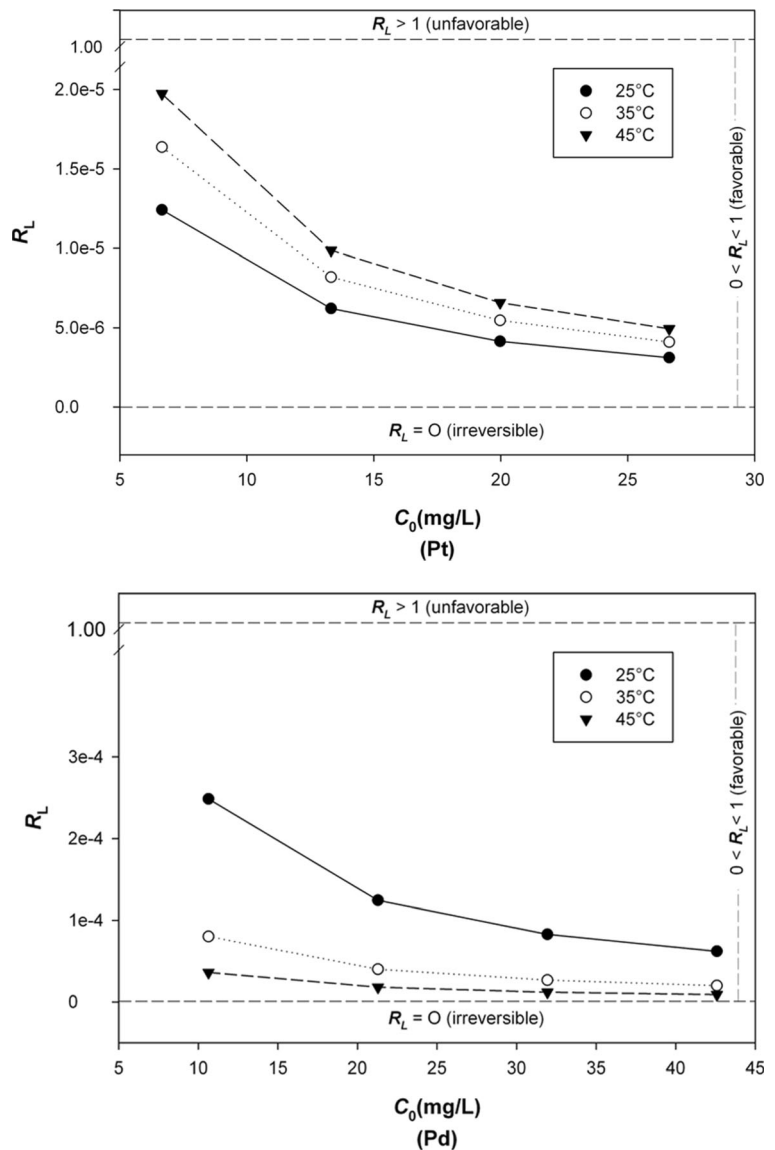 R_L > 1 (unfavorable)
1.00
2.0e-5
1.5e-5
1.0e-5
5.0e-6
0.0
R_L
25°C
35°C
45°C
0 < R_L < 1 (favorable)
R_L = O (irreversible)
5 10 15 20 25 30
C_0(mg/L)
(Pt)
R_L > 1 (unfavorable)
1.00
3e-4
2e-4
1e-4
0
R_L
25°C
35°C
45°C
0 < R_L < 1 (favorable)
R_L = O (irreversible)
5 10 15 20 25 30 35 40 45
C_0(mg/L)
(Pd)